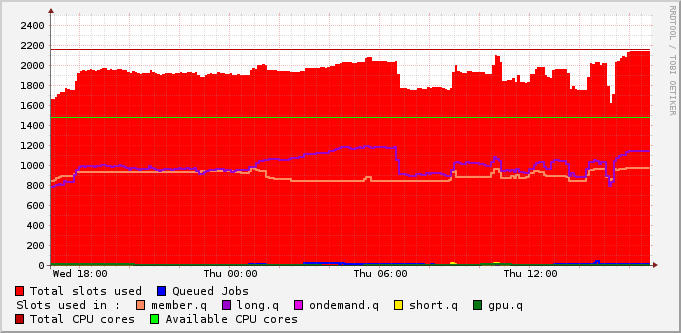 2400
2200
2000
1800
1600
1400
1200
1000
800
600
400
200
0
Wed 18:00 Thu 00:00 Thu 06:00 Thu 12:00
Total slots used Queued Jobs
Slots used in : member.q long.q ondemand.q short.q gpu.q
Total CPU cores Available CPU cores
RRDTOOL / TOBI OETIKER